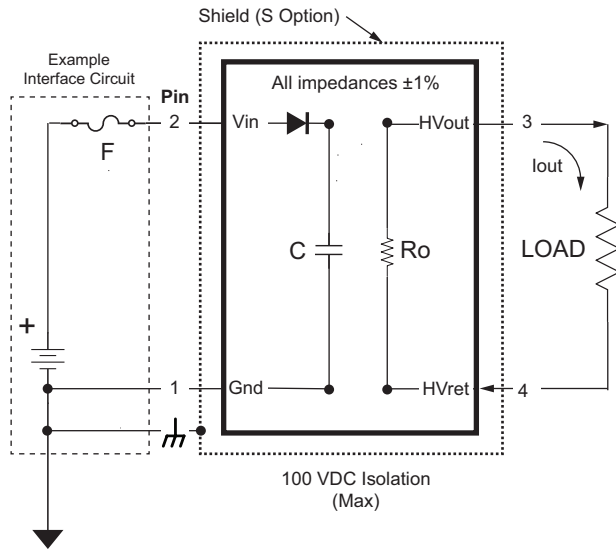 Shield (S Option)
Example
Interface Circuit
All impedances ±1%
Pin
2
Vin
HVout
3
F
Iout
C
Ro
LOAD
+
1
Gnd
HVret
4
100 VDC Isolation
(Max)